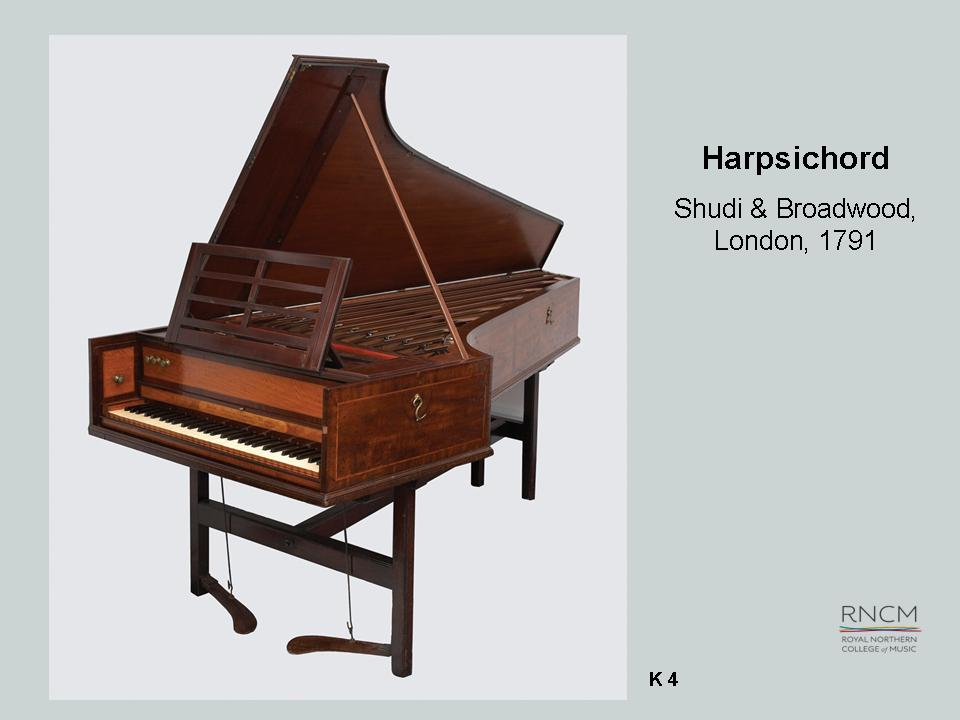 Harpsichord
Shudi & Broadwood,
London, 1791
RNCM
ROYAL NORTHERN
COLLEGE of MUSIC
K 4